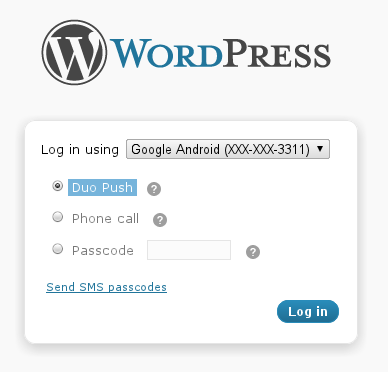 WORDPRESS
Log in using Google Android (XXX-XXX-3311)
Duo Push ?
Phone call ?
Passcode ?
Send SMS passcodes
Log in